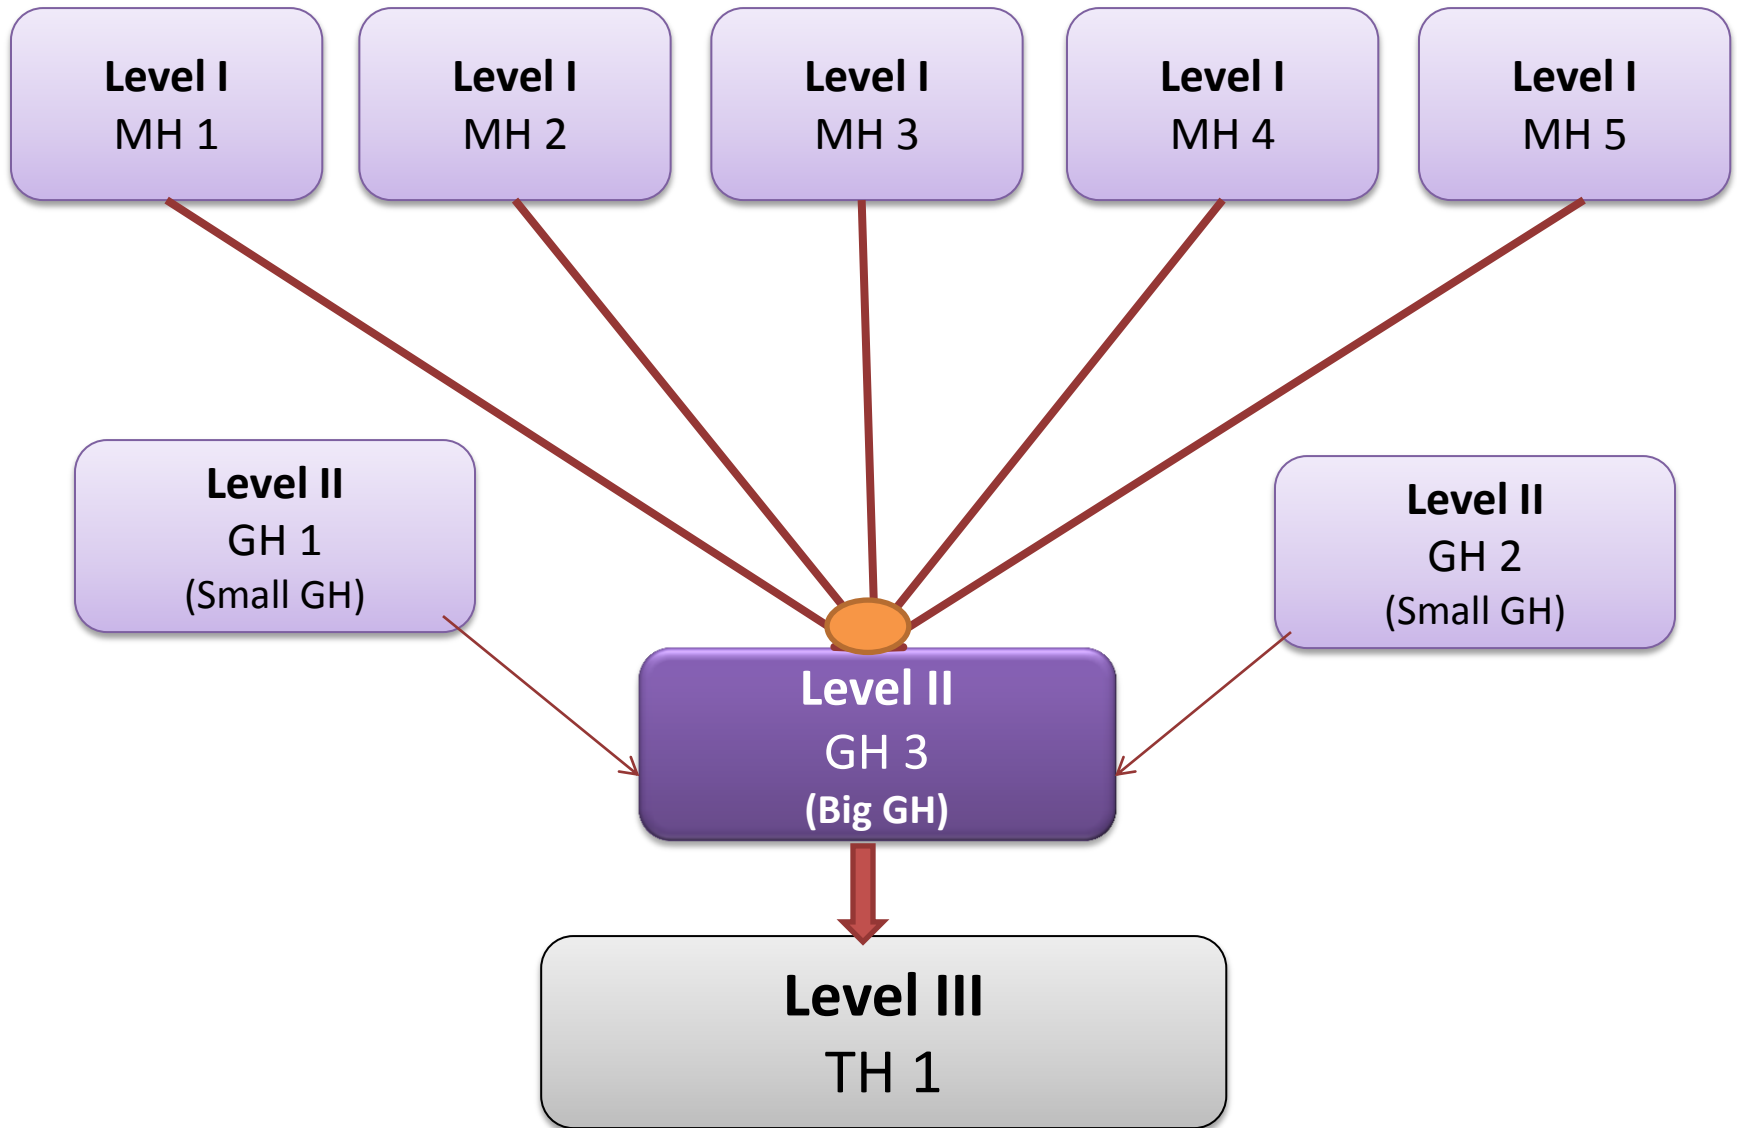 Level I
MH 1
Level I
MH 2
Level I
MH 3
Level I
MH 4
Level I
MH 5
Level II
GH 1
(Small GH)
Level II
GH 2
(Small GH)
Level II
GH 3
(Big GH)
Level III
TH 1